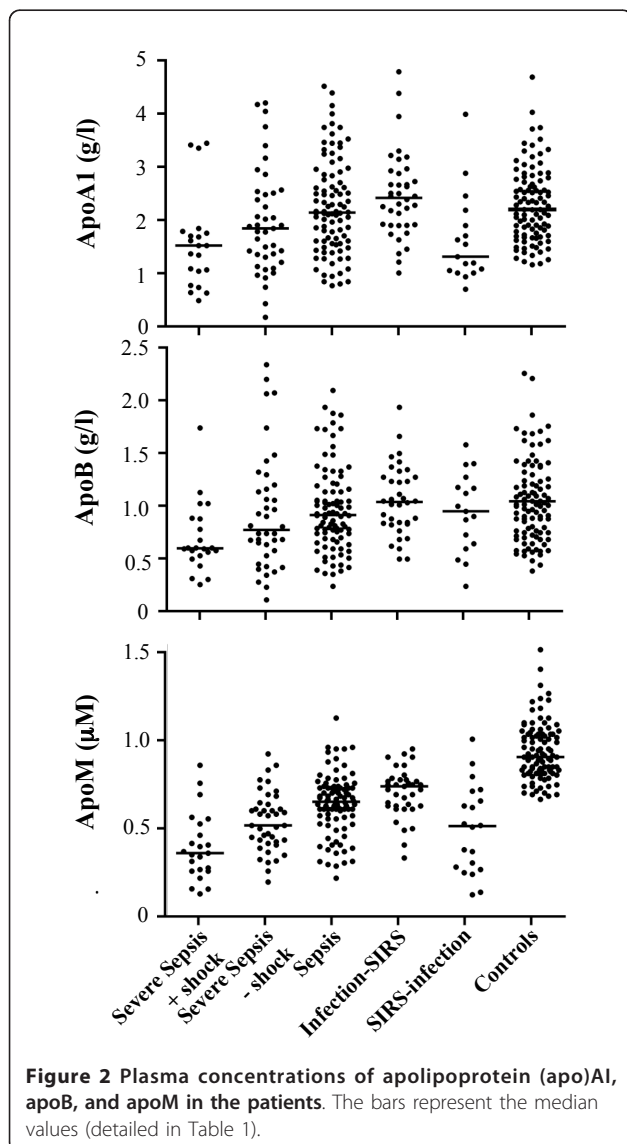 ApoA1 (g/l)
5
4
3
2
1
0
ApoB (g/l)
2.5
2.0
1.5
1.0
0.5
0
ApoM (µM)
1.5
1.0
0.5
0
Severe Sepsis
+ shock
Severe Sepsis
- shock
Sepsis
Infection-SIRS
SIRS-infection
Controls
Figure 2 Plasma concentrations of apolipoprotein (apo)AI,
apoB, and apoM in the patients. The bars represent the median
values (detailed in Table 1).